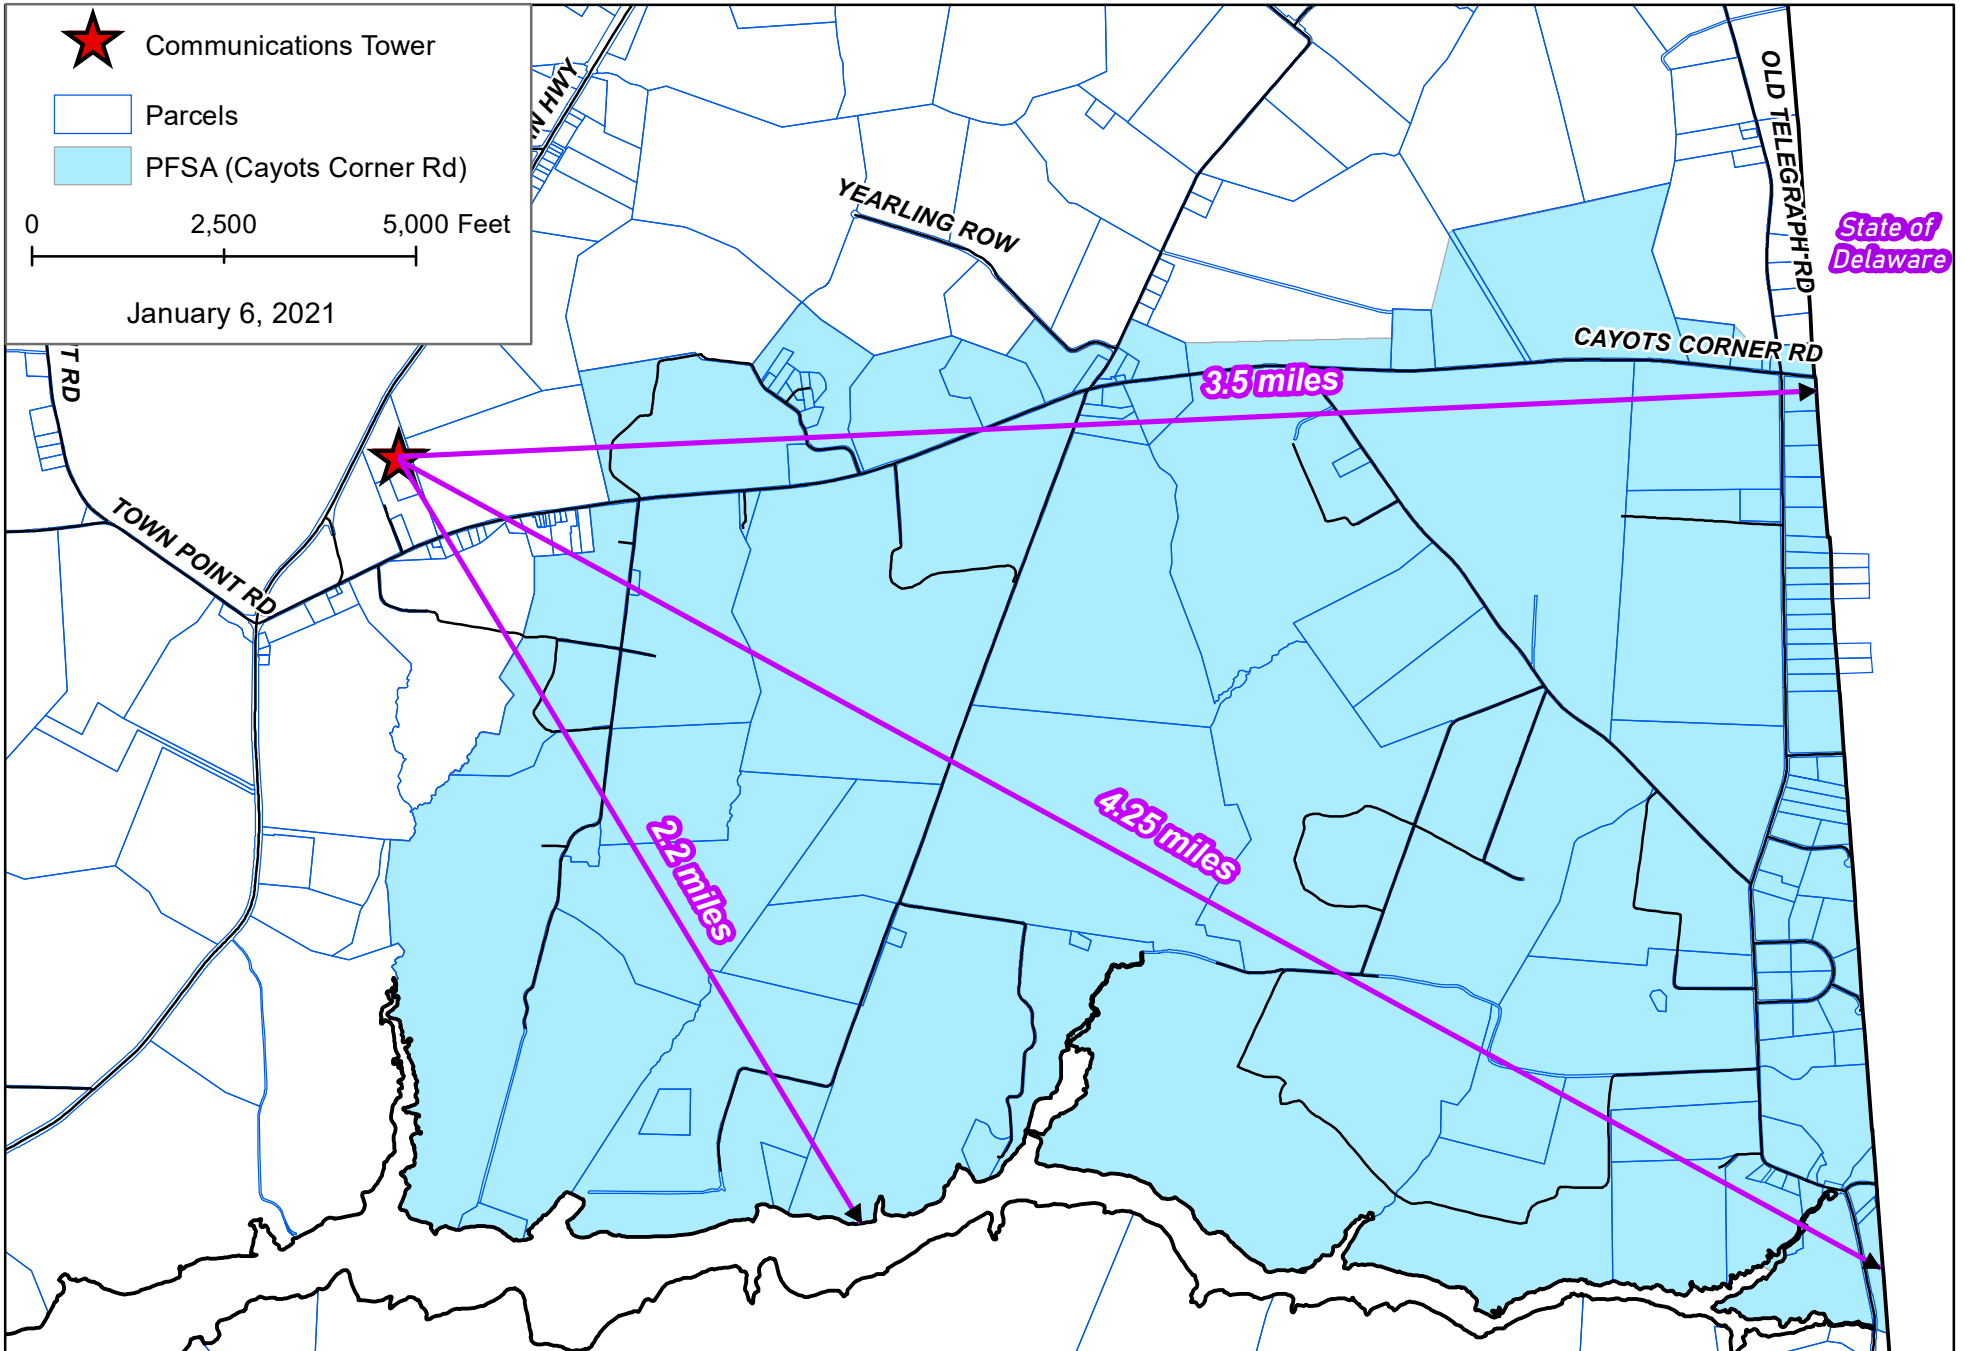 Communications Tower
Parcels
PFSA (Cayots Corner Rd)
0 2,500 5,000 Feet
January 6, 2021
N HWY
YEARLING ROW
OLD TELEGRAPH RD
State of
Delaware
CAYOTS CORNER RD
3.5 miles
T RD
TOWN POINT RD
4.25 miles
2.2 miles